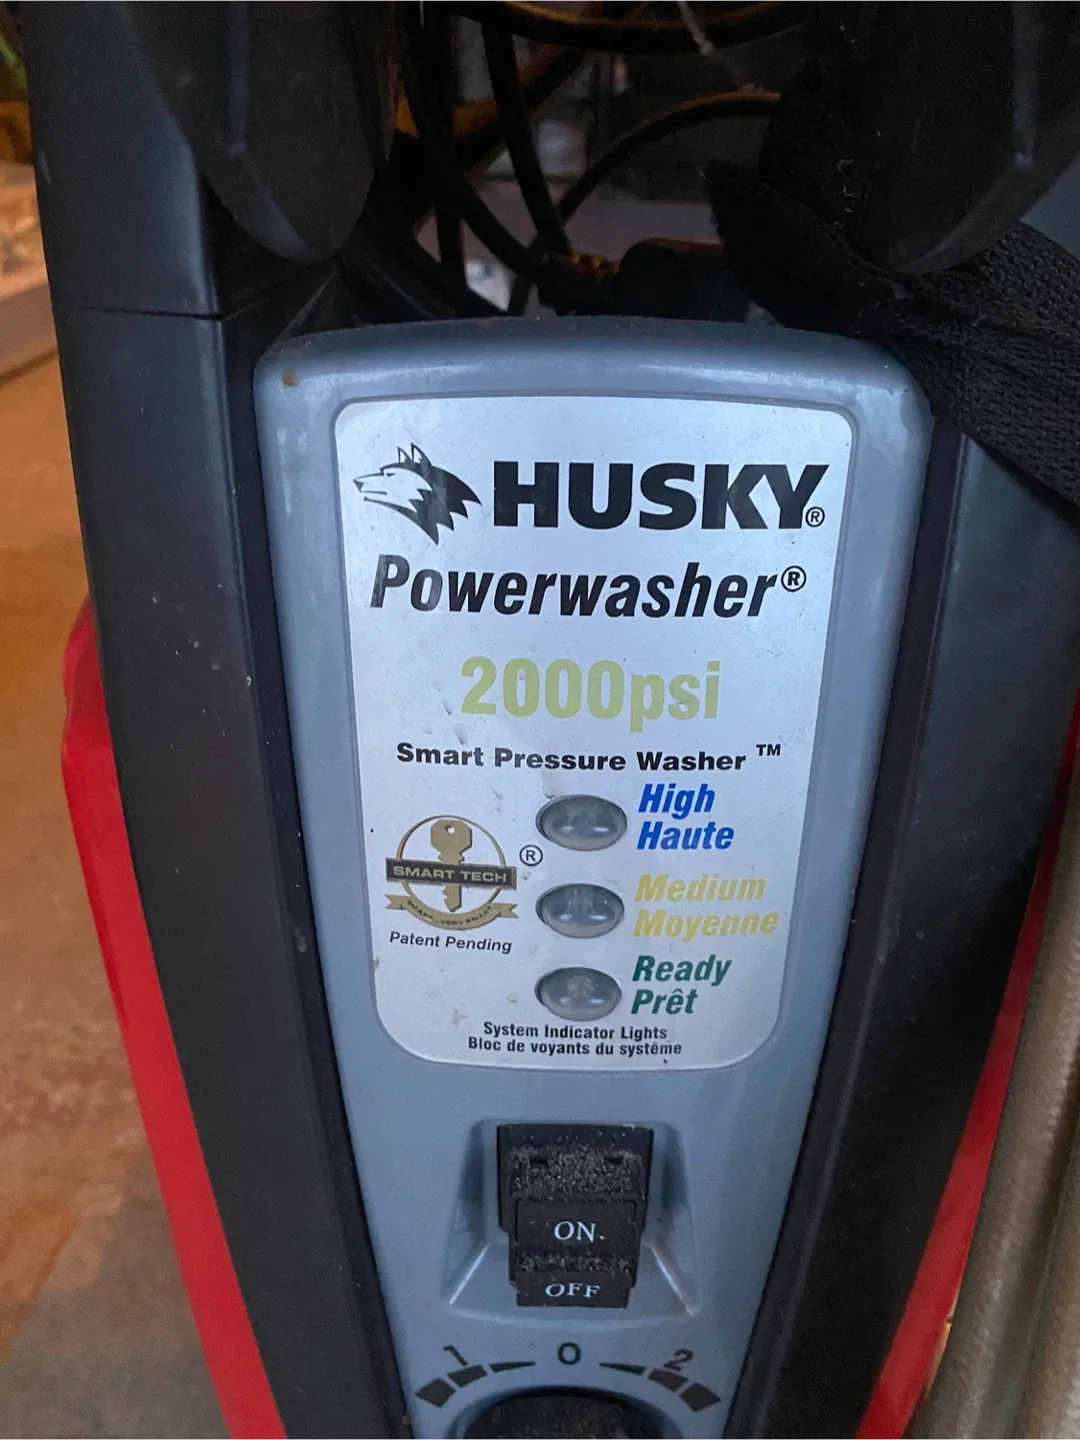 HUSKY®
Powerwasher®
2000psi
Smart Pressure Washer ™
High
Haute
SMART TECH ®
Patent Pending
Medium
Moyenne
Ready
Prêt
System Indicator Lights
Bloc de voyants du système
ON
OFF
1 0 2